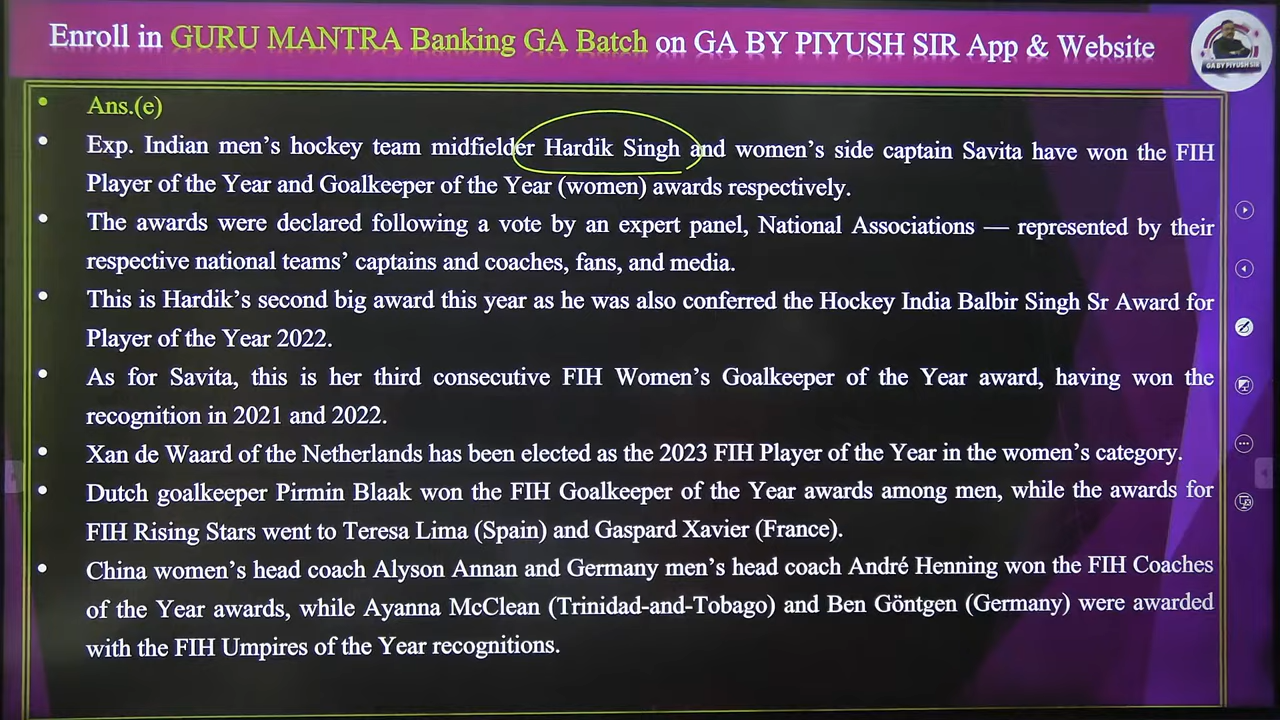 Enroll in GURU MANTRA Banking GA Batch on GA BY PIYUSH SIR App & Website
GA BY PIYUSH SIR
• Ans.(e)
• Exp. Indian men’s hockey team midfielder Hardik Singh and women’s side captain Savita have won the FIH
Player of the Year and Goalkeeper of the Year (women) awards respectively.
• The awards were declared following a vote by an expert panel, National Associations — represented by their
respective national teams’ captains and coaches, fans, and media.
• This is Hardik’s second big award this year as he was also conferred the Hockey India Balbir Singh Sr Award for
Player of the Year 2022.
• As for Savita, this is her third consecutive FIH Women’s Goalkeeper of the Year award, having won the
recognition in 2021 and 2022.
• Xan de Waard of the Netherlands has been elected as the 2023 FIH Player of the Year in the women’s category.
• Dutch goalkeeper Pirmin Blaak won the FIH Goalkeeper of the Year awards among men, while the awards for
FIH Rising Stars went to Teresa Lima (Spain) and Gaspard Xavier (France).
• China women’s head coach Alyson Annan and Germany men’s head coach André Henning won the FIH Coaches
of the Year awards, while Ayanna McClean (Trinidad-and-Tobago) and Ben Göntgen (Germany) were awarded
with the FIH Umpires of the Year recognitions.